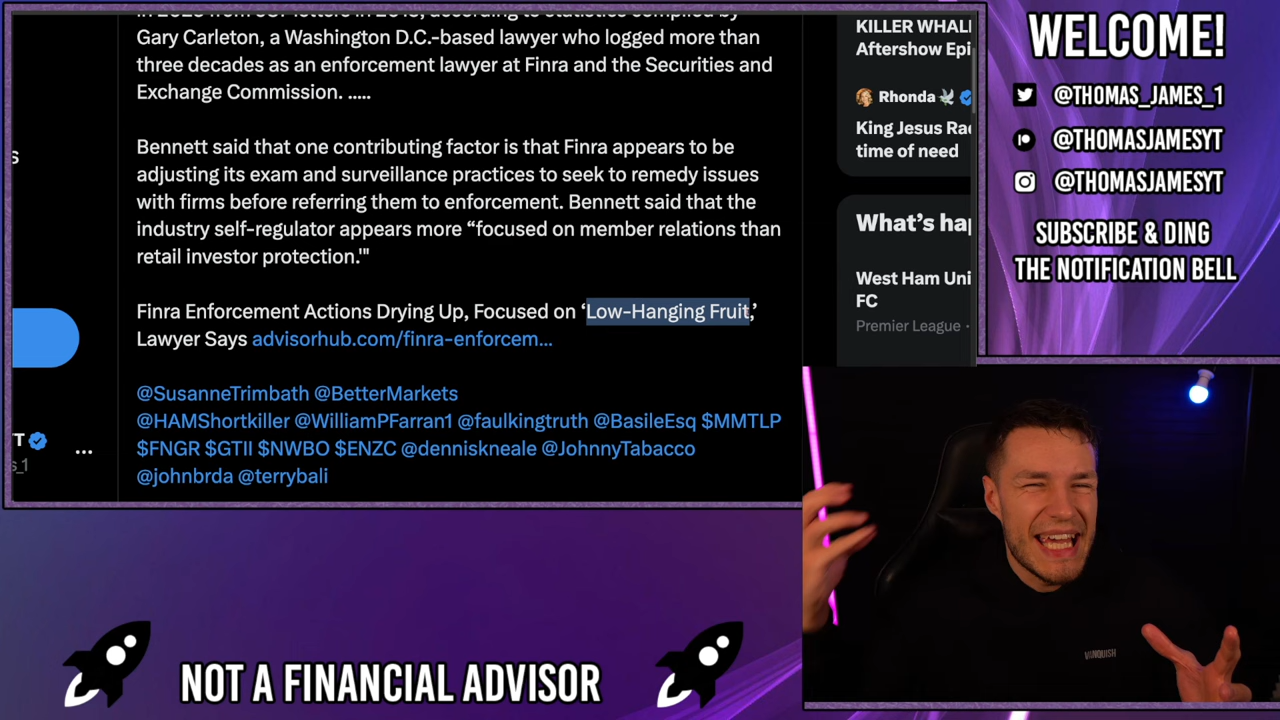 Gary Carleton, a Washington D.C.-based lawyer who logged more than
three decades as an enforcement lawyer at Finra and the Securities and
Exchange Commission. .....
Bennett said that one contributing factor is that Finra appears to be
adjusting its exam and surveillance practices to seek to remedy issues
with firms before referring them to enforcement. Bennett said that the
industry self-regulator appears more “focused on member relations than
retail investor protection.'"
Finra Enforcement Actions Drying Up, Focused on ‘Low-Hanging Fruit,’
Lawyer Says advisorhub.com/finra-enforcem...
@SusanneTrimbath @BetterMarkets
@HAMShortkiller @WilliamPFarran1 @faulkingtruth @BasileEsq $MMTLP
$FNGR $GTII $NWBO $ENZC @denniskneale @JohnnyTabacco
@johnbrda @terrybali
s
T
s_1
KILLER WHAL
Aftershow Epi
Rhonda
King Jesus Ra
time of need
What’s ha
West Ham Uni
FC
Premier League ·
WELCOME!
@THOMAS_JAMES_1
@THOMASJAMESYT
@THOMASJAMESYT
SUBSCRIBE & DING
THE NOTIFICATION BELL
VANQUISH
NOT A FINANCIAL ADVISOR